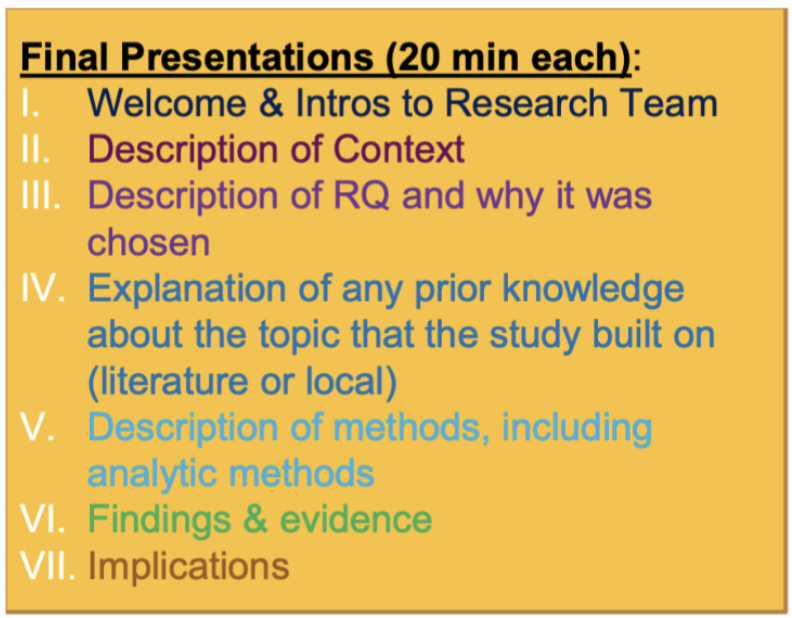 Final Presentations (20 min each):
I. Welcome & Intros to Research Team
II. Description of Context
III. Description of RQ and why it was
chosen
IV. Explanation of any prior knowledge
about the topic that the study built on
(literature or local)
V. Description of methods, including
analytic methods
VI. Findings & evidence
VII. Implications